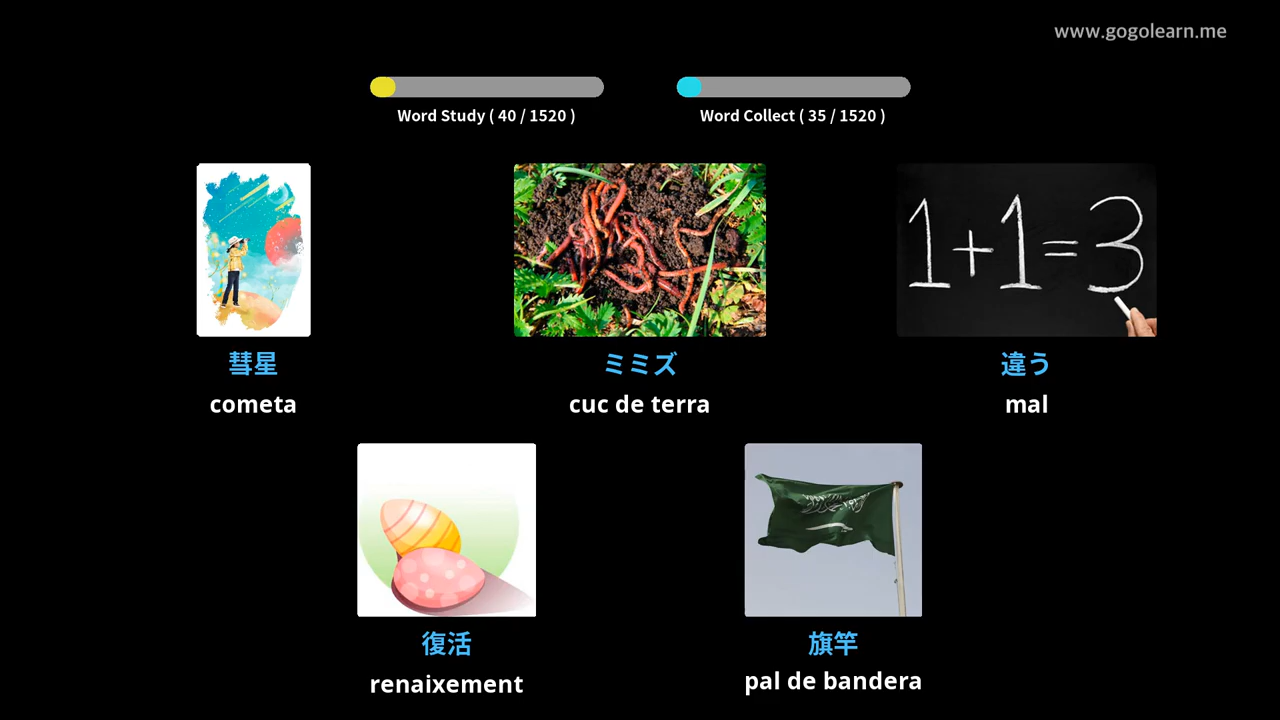 www.gogolearn.me
Word Study ( 40 / 1520 )
Word Collect ( 35 / 1520 )
1+1=3
彗星
ミミズ
違う
cometa
cuc de terra
mal
復活
旗竿
renaixement
pal de bandera